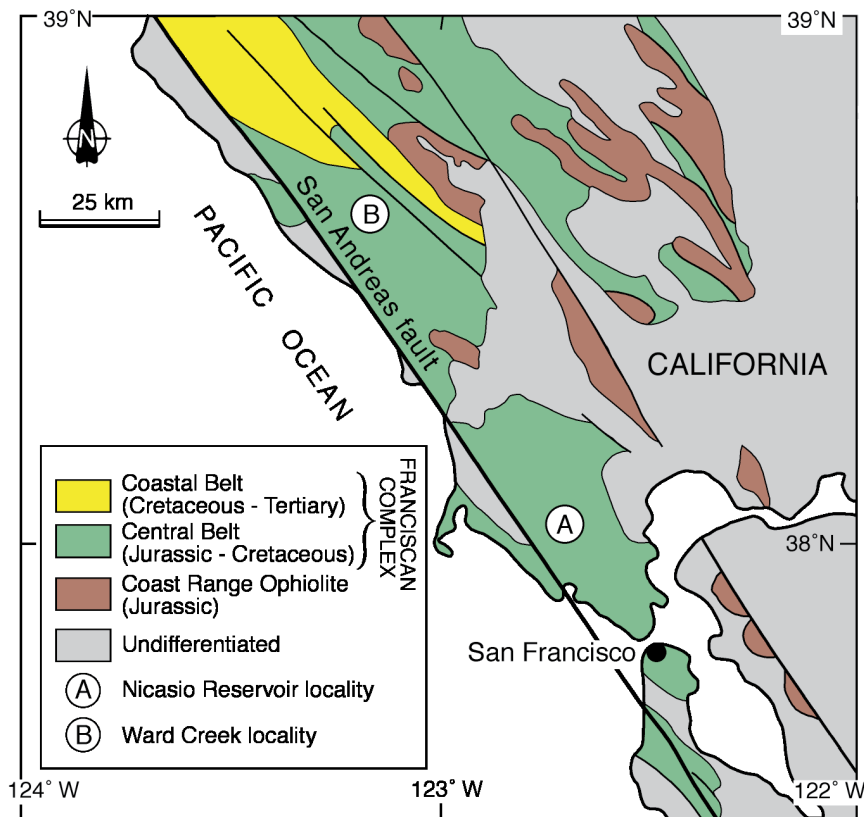 39˚N
39˚N
N
25 km
PACIFIC OCEAN
San Andreas fault
B
CALIFORNIA
A
38˚N
San Francisco
Coastal Belt
(Cretaceous - Tertiary)
Central Belt
(Jurassic - Cretaceous)
FRANCISCAN
COMPLEX
Coast Range Ophiolite
(Jurassic)
Undifferentiated
A Nicasio Reservoir locality
B Ward Creek locality
124˚ W
123˚ W
122˚ W